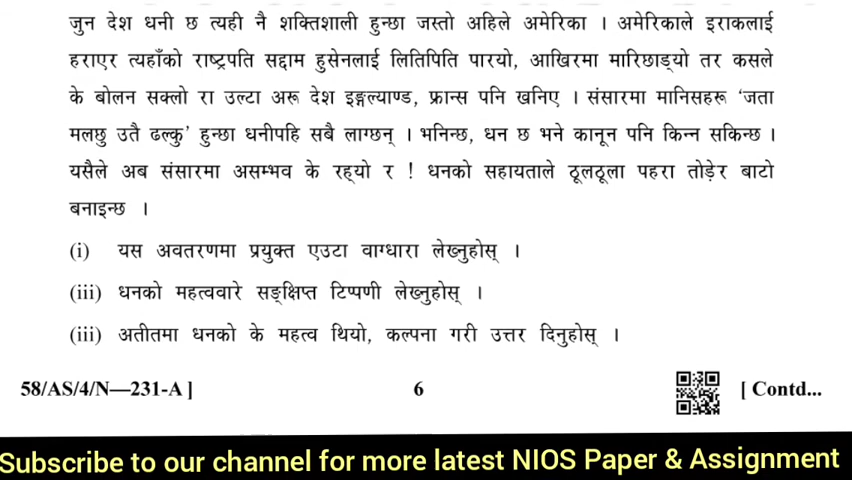 जुन देश धनी छ त्यही नै शक्तिशाली हुन्छा जस्तो अहिले अमेरिका । अमेरिकाले इराकलाई
हराएर त्यहाँको राष्ट्रपति सद्दाम हुसेनलाई लितिपिति पारयो, आखिरमा मारिछाड्यो तर कसले
के बोलन सक्लो रा उल्टा अरू देश इङ्गल्याण्ड, फ्रान्स पनि खनिए । संसारमा मानिसहरू ‘जता
मलछु उतै ढल्कु’ हुन्छा धनीपहि सबै लाग्छन् । भनिन्छ, धन छ भने कानून पनि किन्न सकिन्छ ।
यसैले अब संसारमा असम्भव के रह्यो र ! धनको सहायताले ठूलठूला पहरा तोड़ेर बाटो
बनाइन्छ ।
(i) यस अवतरणमा प्रयुक्त एउटा वाग्धारा लेख्नुहोस् ।
(iii) धनको महत्ववारे सङ्क्षिप्त टिप्पणी लेख्नुहोस् ।
(iii) अतीतमा धनको के महत्व थियो, कल्पना गरी उत्तर दिनुहोस् ।
58/AS/4/N—231-A ] 6 [ Contd...
Subscribe to our channel for more latest NIOS Paper & Assignment